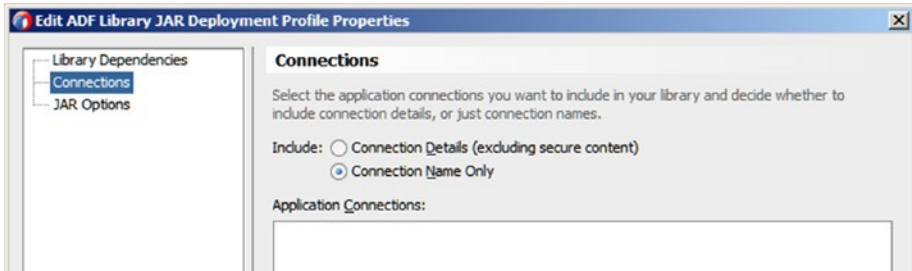 Edit ADF Library JAR Deployment Profile Properties
Library Dependencies
Connections
JAR Options
Connections
Select the application connections you want to include in your library and decide whether to
include connection details, or just connection names.
Include: Connection Details (excluding secure content)
Connection Name Only
Application Connections: